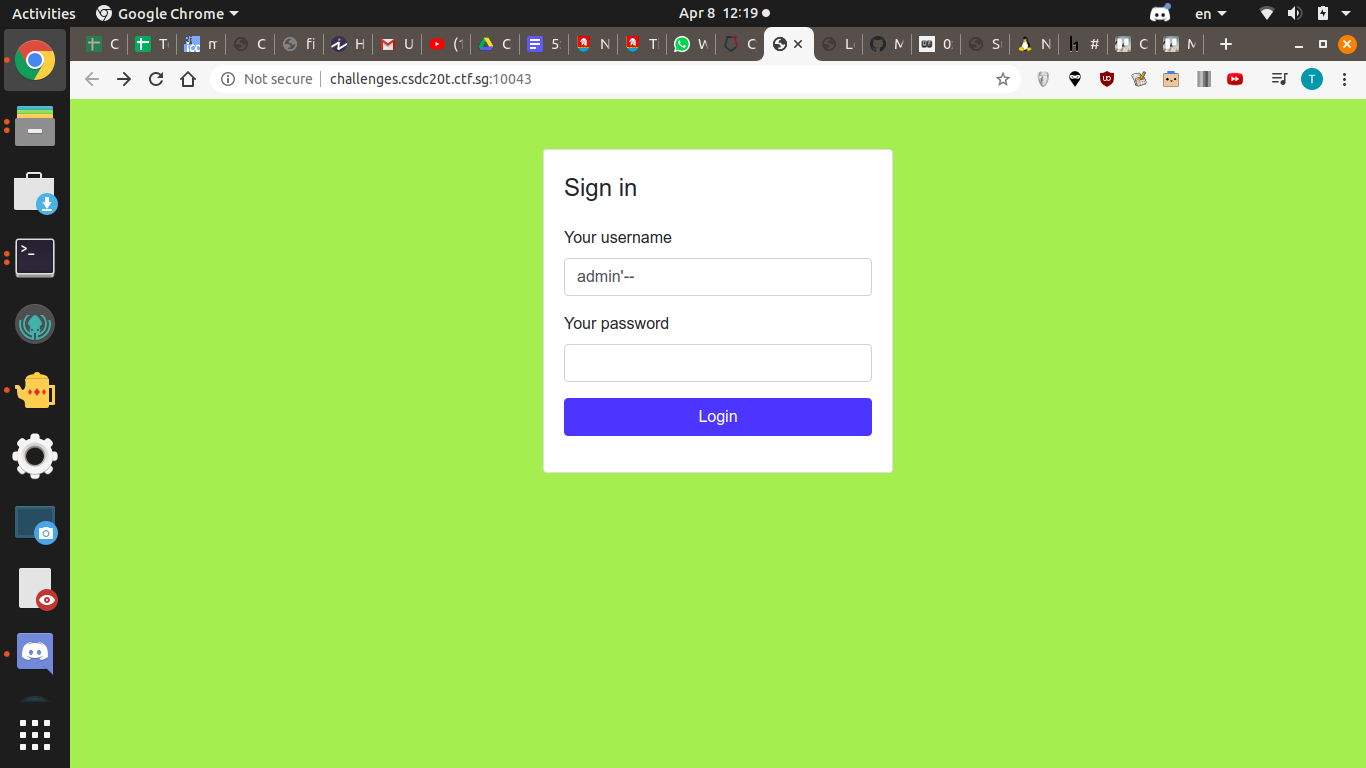 Activities Google Chrome Apr 8 12:19 en
C T m C fi H M U (1 C 5: N T W C L M 0: S N # C M
Not secure challenges.csdc20t.ctf.sg:10043 T
Sign in
Your username
admin'--
Your password
Login